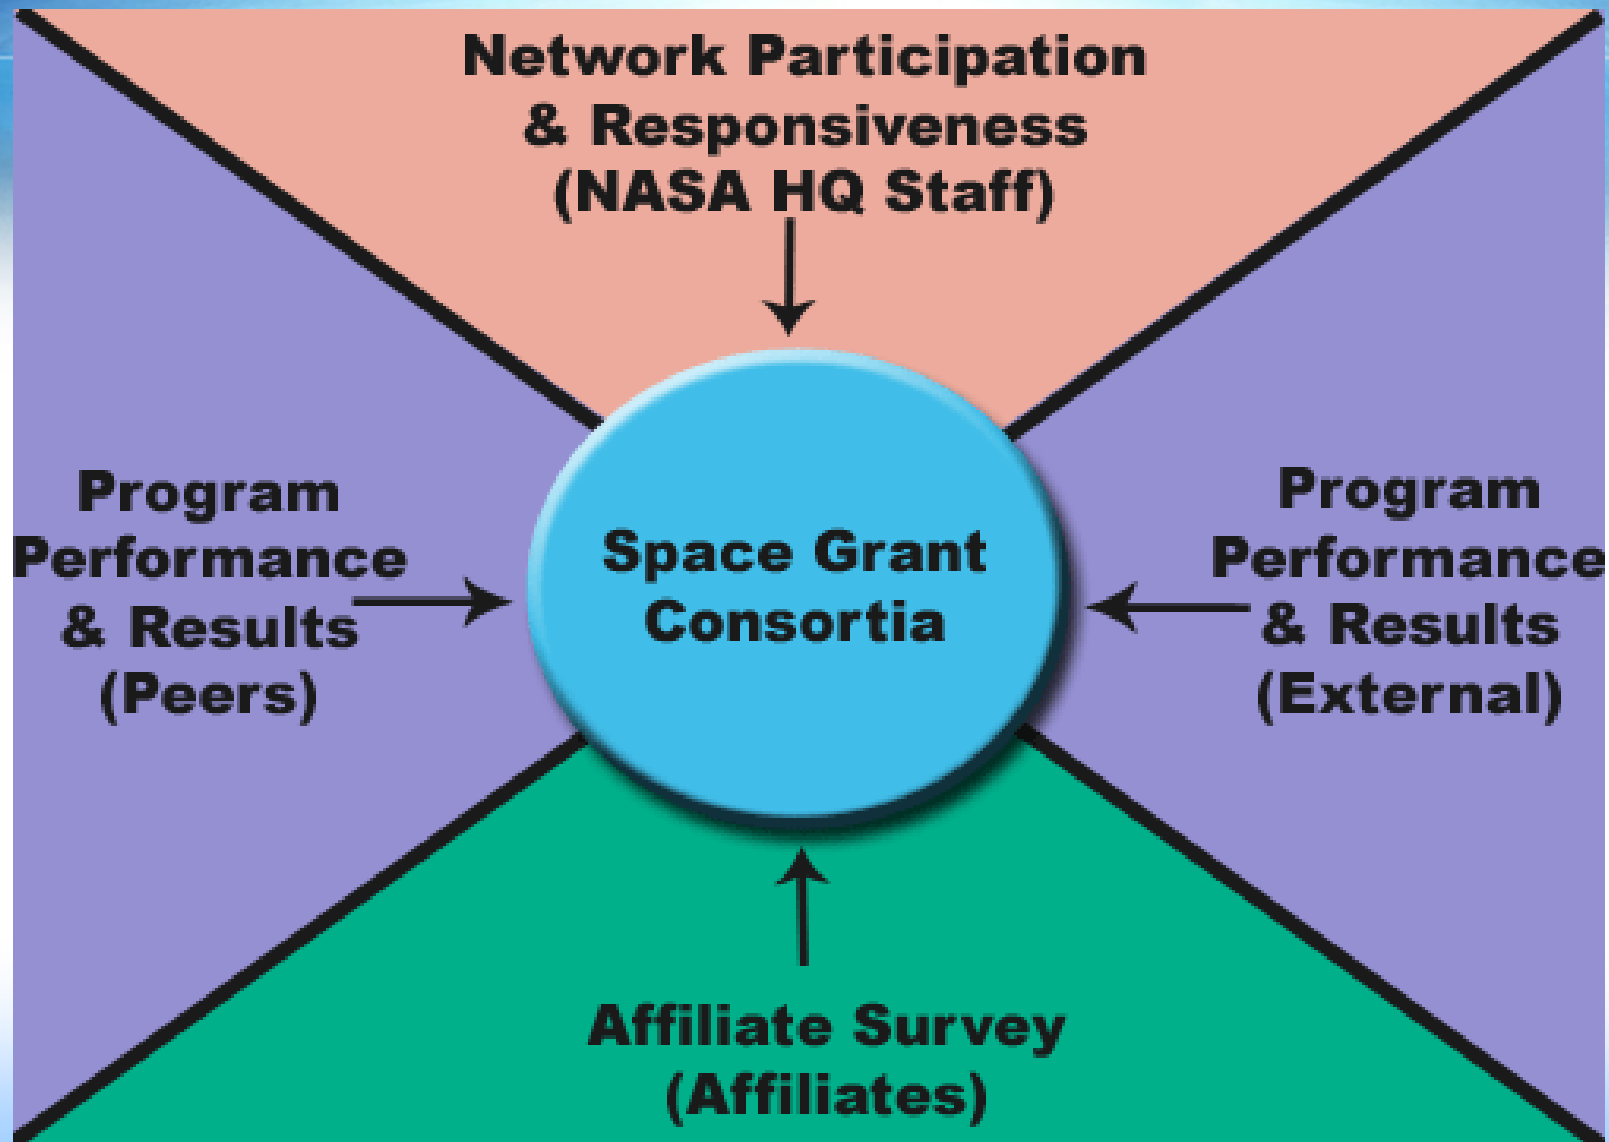 Network Participation
& Responsiveness
(NASA HQ Staff)
Program
Performance
& Results
(Peers)
Space Grant
Consortia
Program
Performance
& Results
(External)
Affiliate Survey
(Affiliates)